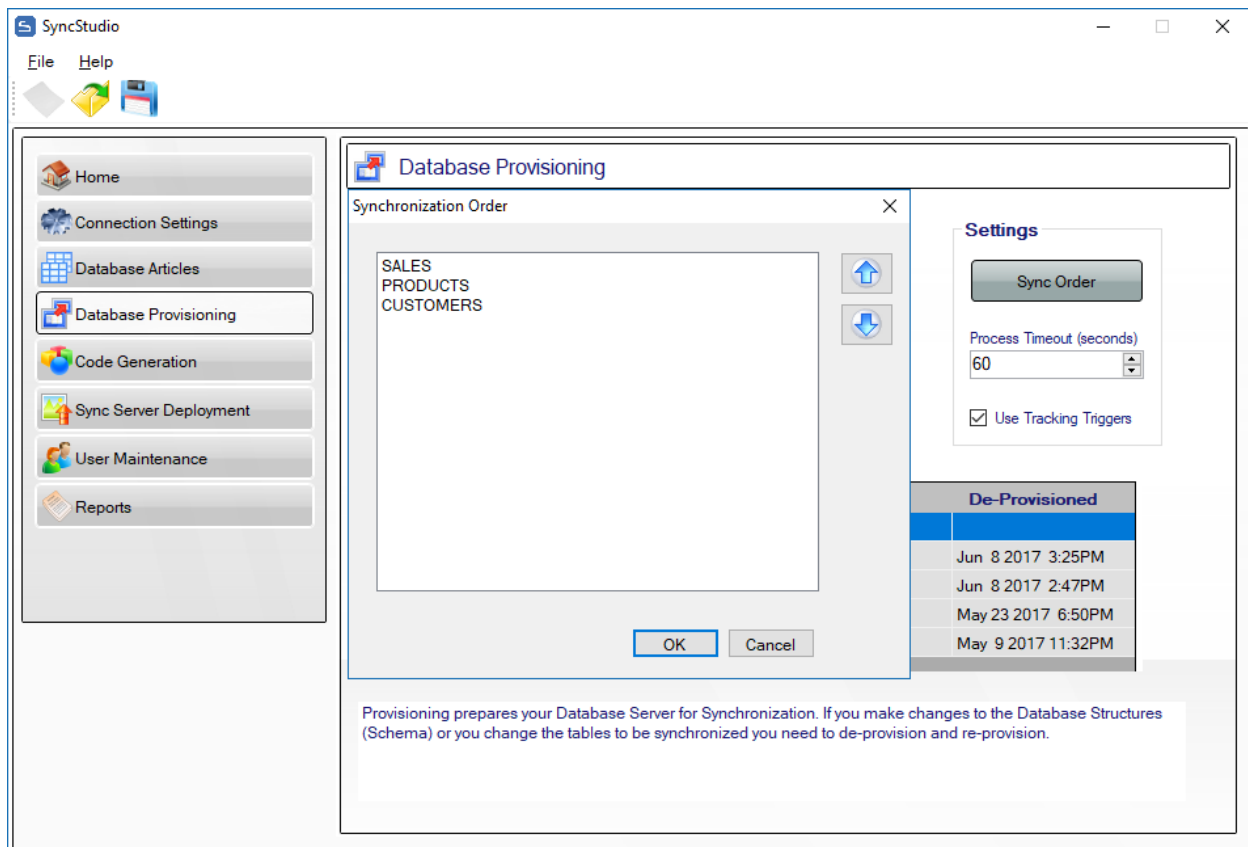 SyncStudio
File Help
Home
Connection Settings
Database Articles
Database Provisioning
Code Generation
Sync Server Deployment
User Maintenance
Reports
Database Provisioning
Synchronization Order
SALES
PRODUCTS
CUSTOMERS
OK Cancel
Settings
Sync Order
Process Timeout (seconds)
60
Use Tracking Triggers
De-Provisioned
Jun 8 2017 3:25PM
Jun 8 2017 2:47PM
May 23 2017 6:50PM
May 9 2017 11:32PM
Provisioning prepares your Database Server for Synchronization. If you make changes to the Database Structures
(Schema) or you change the tables to be synchronized you need to de-provision and re-provision.